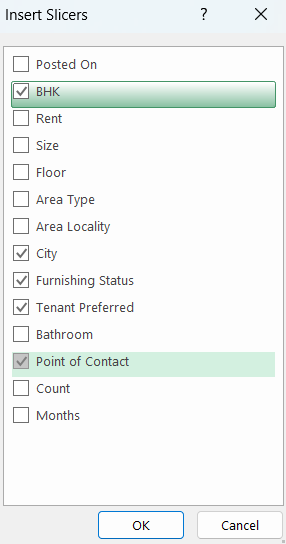 Insert Slicers ?
Posted On
BHK
Rent
Size
Floor
Area Type
Area Locality
City
Furnishing Status
Tenant Preferred
Bathroom
Point of Contact
Count
Months
OK Cancel